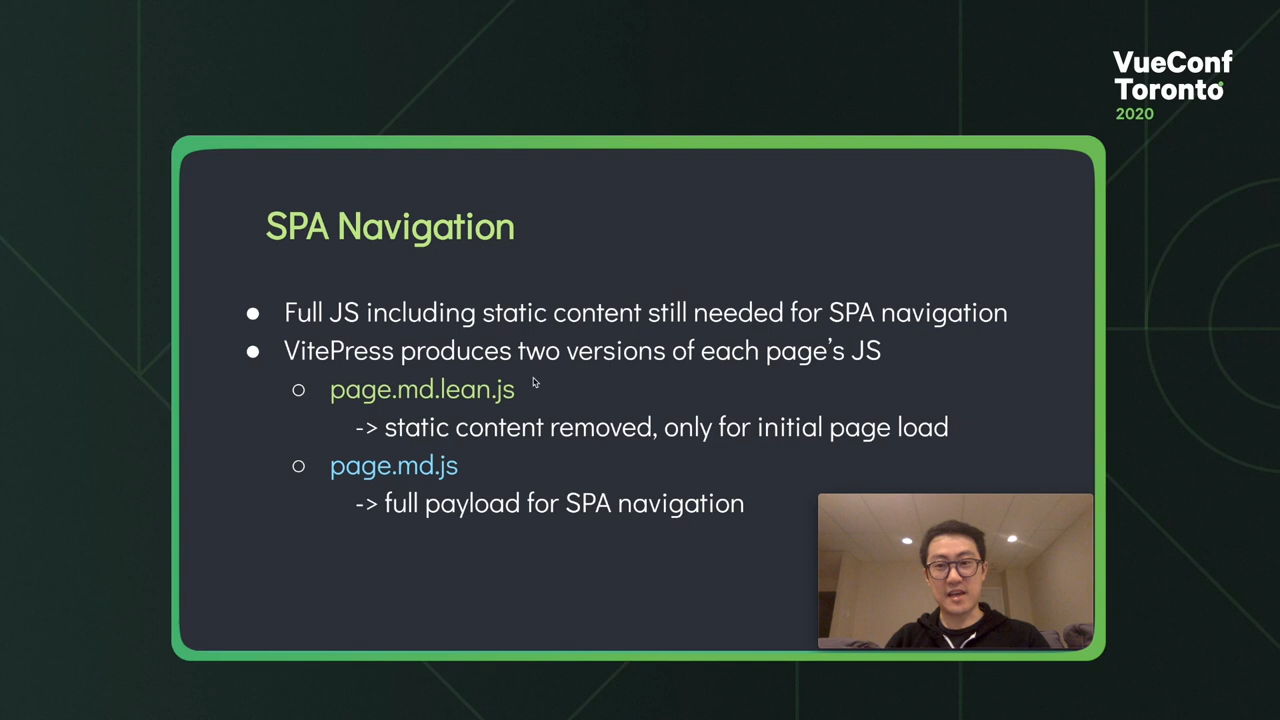 VueConf
Toronto
2020
SPA Navigation
● Full JS including static content still needed for SPA navigation
● VitePress produces two versions of each page's JS
○ page.md.lean.js
-> static content removed, only for initial page load
○ page.md.js
-> full payload for SPA navigation